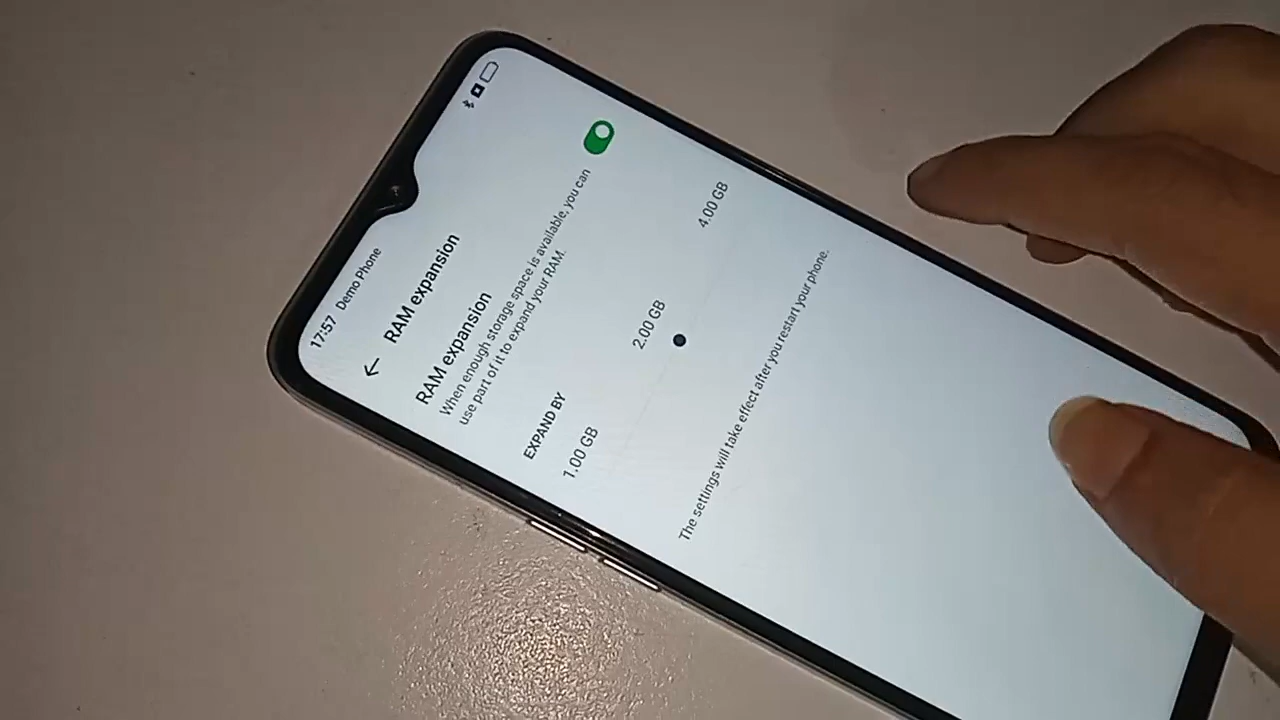 17:57 Demo Phone
RAM expansion
RAM expansion
When enough storage space is available, you can
use part of it to expand your RAM.
EXPAND BY
1.00 GB 2.00 GB 4.00 GB
The settings will take effect after you restart your phone.